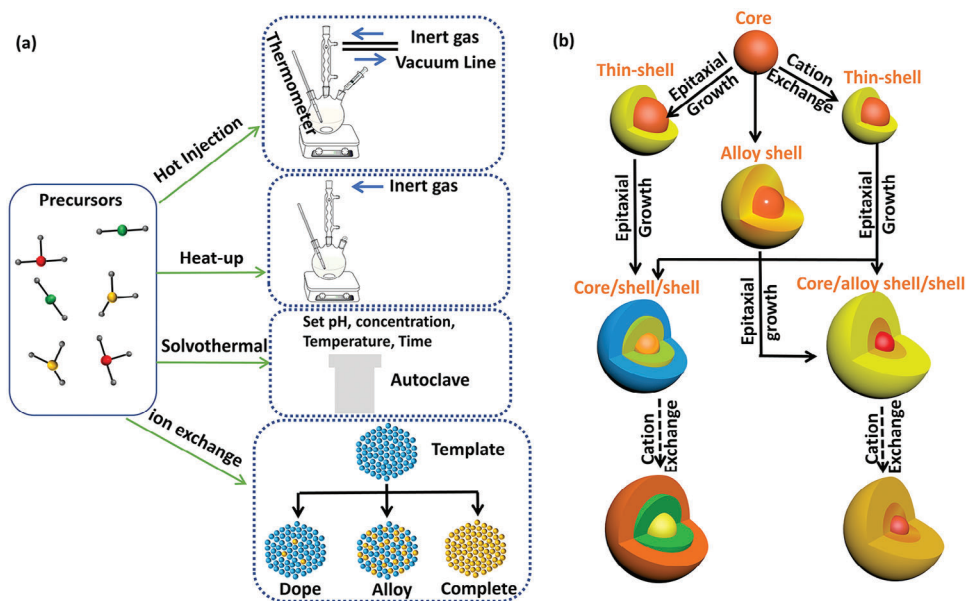 (a)
Thermometer
Inert gas
Vacuum Line
Hot Injection
Precursors
Inert gas
Heat-up
Set pH, concentration,
Temperature, Time
Solvothermal
Autoclave
ion exchange
Template
Dope
Alloy
Complete
(b)
Core
Thin-shell
Epitaxial
Growth
Cation
Exchange
Thin-shell
Alloy shell
Epitaxial
Growth
Epitaxial
Growth
Core/shell/shell
Epitaxial
growth
Core/alloy shell/shell
Cation
Exchange
Cation
Exchange